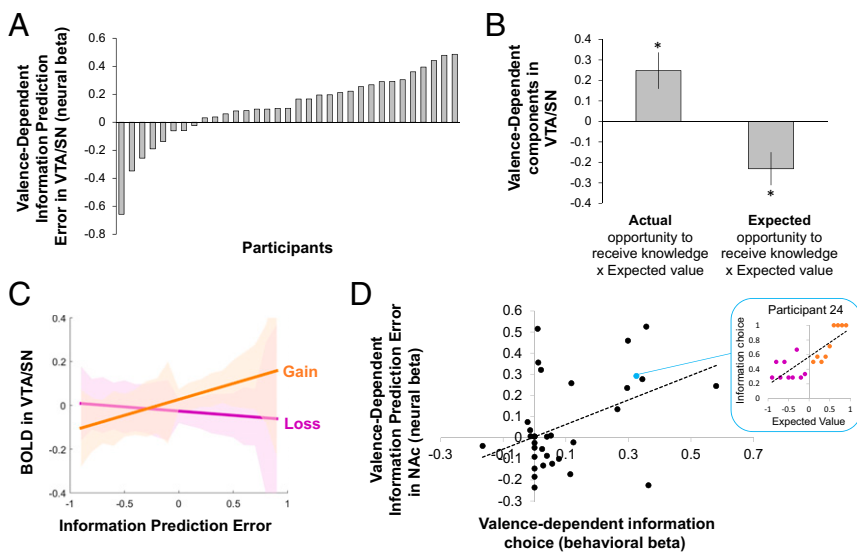 A
Valence-Dependent
Information Prediction
Error in VTA/SN (neural beta)
0.6
0.4
0.2
0.0
-0.2
-0.4
-0.6
-0.8
Participants
B
Valence-Dependent
components in
VTA/SN
0.4
0.3
0.2
0.1
0
-0.1
-0.2
-0.3
-0.4
*
*
Actual
opportunity to
receive knowledge
x Expected value
Expected
opportunity to
receive knowledge
x Expected value
C
BOLD in VTA/SN
0.4
0.2
0
-0.2
-0.4
-1
-0.5
0
0.5
1
Gain
Loss
Information Prediction Error
D
Valence-Dependent
Information Prediction Error
in NAc (neural beta)
0.6
0.5
0.4
0.3
0.2
0.1
0
-0.1
-0.2
-0.3
-0.3
-0.1
0.1
0.3
0.5
0.7
Valence-dependent information
choice (behavioral beta)
Participant 24
Information choice
1
0.8
0.6
0.4
0.2
0
-1
-0.5
0
0.5
1
Expected Value